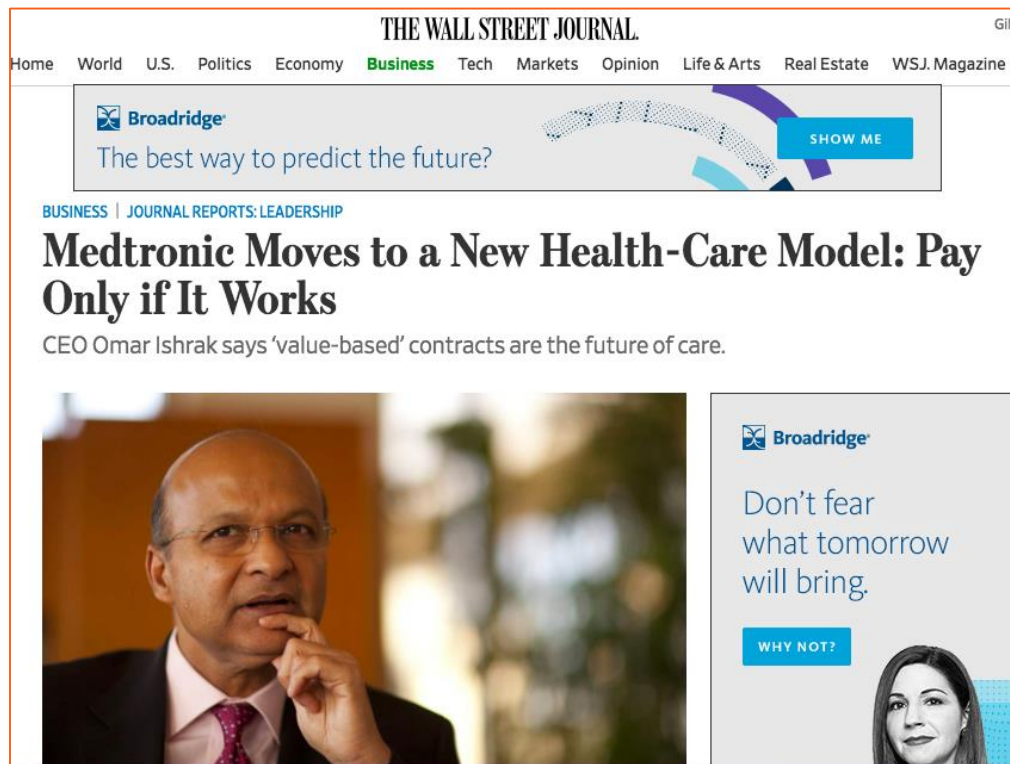 THE WALL STREET JOURNAL.
Home World U.S. Politics Economy Business Tech Markets Opinion Life & Arts Real Estate WSJ. Magazine
Broadridge
The best way to predict the future?
SHOW ME
BUSINESS | JOURNAL REPORTS: LEADERSHIP
Medtronic Moves to a New Health-Care Model: Pay
Only if It Works
CEO Omar Ishrak says ‘value-based’ contracts are the future of care.
Broadridge
Don’t fear
what tomorrow
will bring.
WHY NOT?